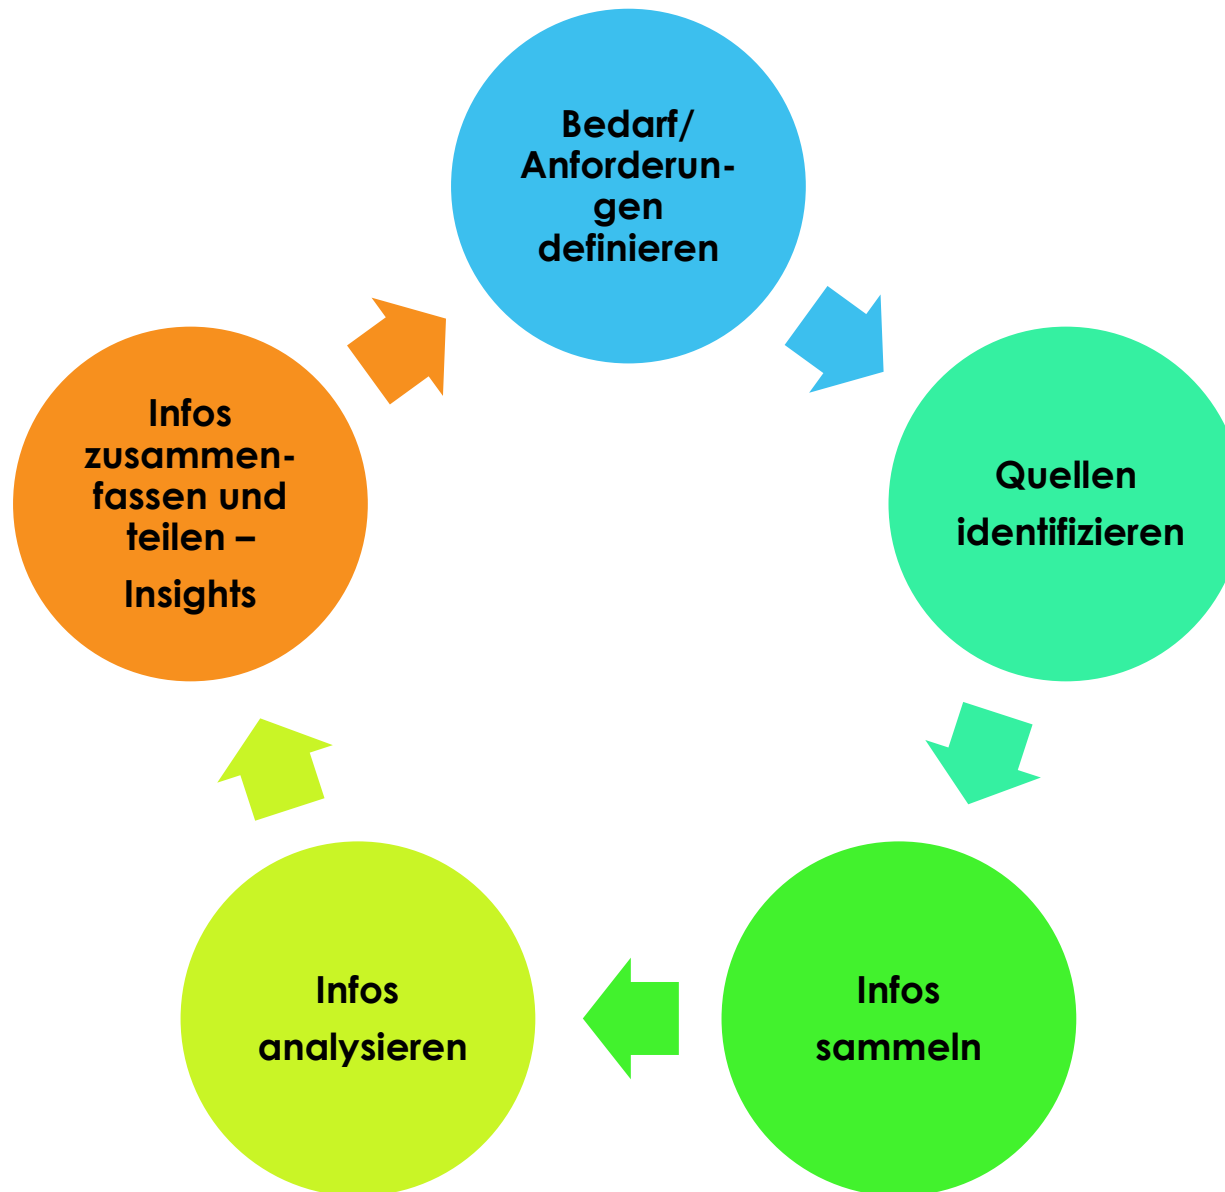 Bedarf/
Anforderun-
gen
definieren
Quellen
identifizieren
Infos
sammeln
Infos
analysieren
Infos
zusammen-
fassen und
teilen –
Insights